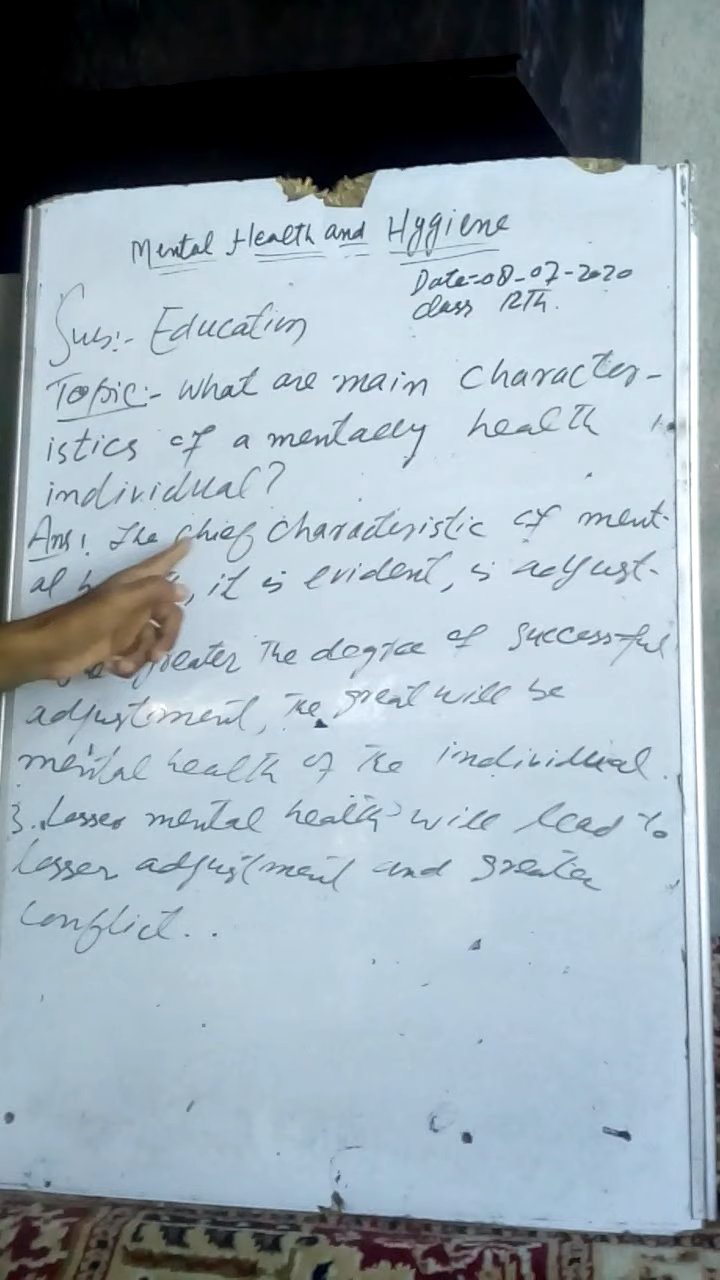 Mental Health and Hygiene
Date=08-07-2020
class
Sub:- Education
Topic:- What are main character-
istics of a mentally health
individual?
Ans: The chief characteristic of ment-
al, it is evident, is adjust-
greater The degree of successful
adjustment, The great will be
mental health of The individual.
3. Lesser mental health will lead to
Lesser adjustment and greater
conflict..